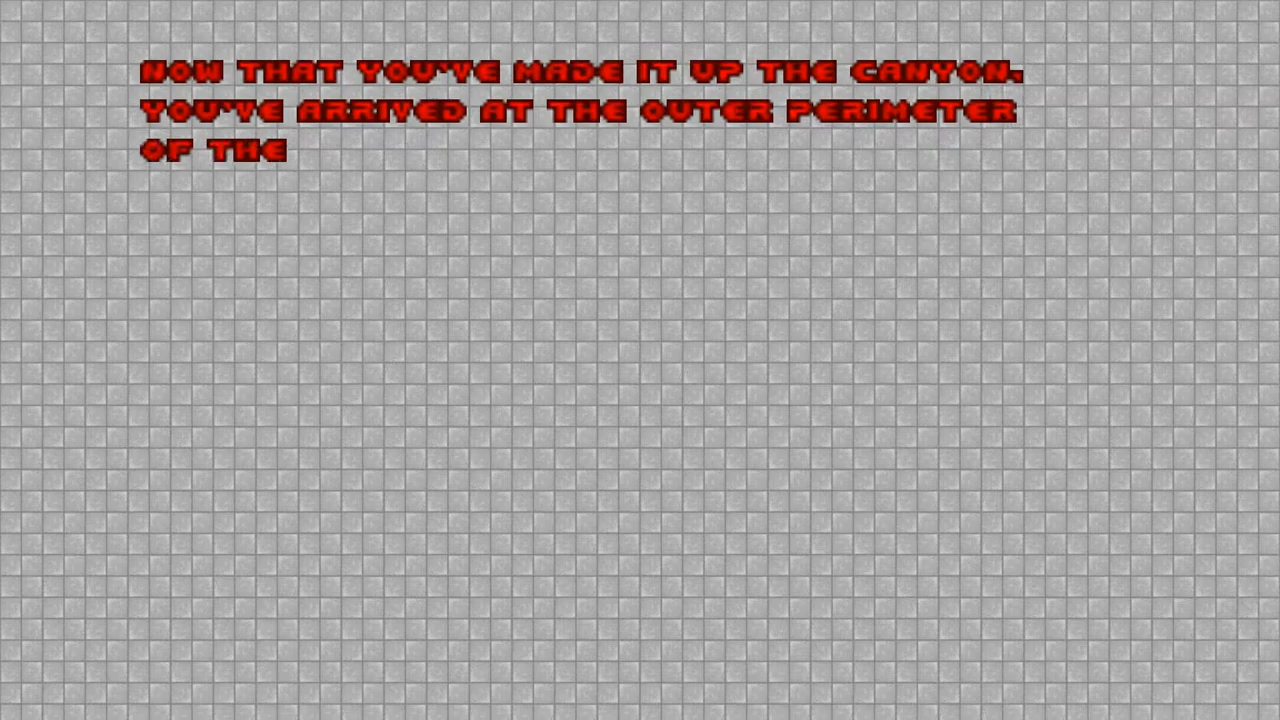 NOW THAT YOU'VE MADE IT UP THE CANYON,
YOU'VE ARRIVED AT THE OUTER PERIMETER
OF THE